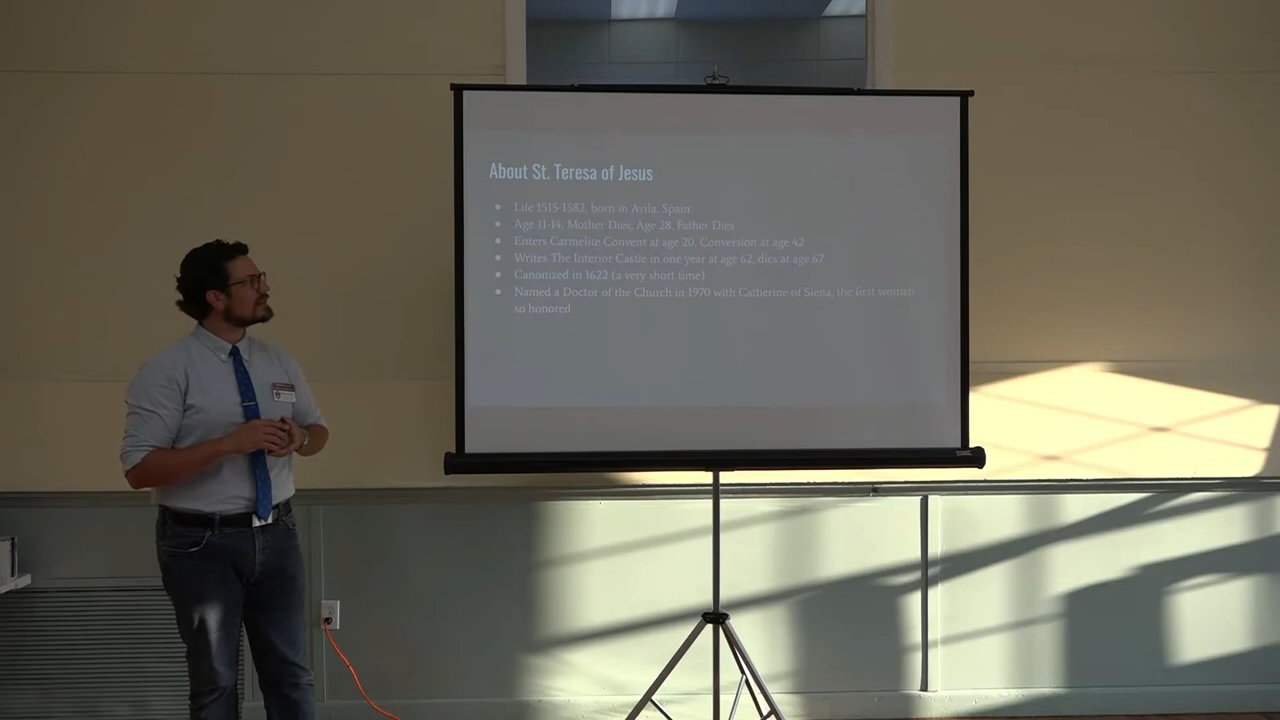 About St. Teresa of Jesus
● Life 1515-1582, born in Avila, Spain
● Age 11-14, Mother Dies; Age 28, Father Dies
● Enters Carmelite Convent at age 20, Conversion at age 42
● Writes The Interior Castle in one year at age 62, dies at age 67
● Canonized in 1622 (a very short time)
● Named a Doctor of the Church in 1970 with Catherine of Siena, the first women
so honored